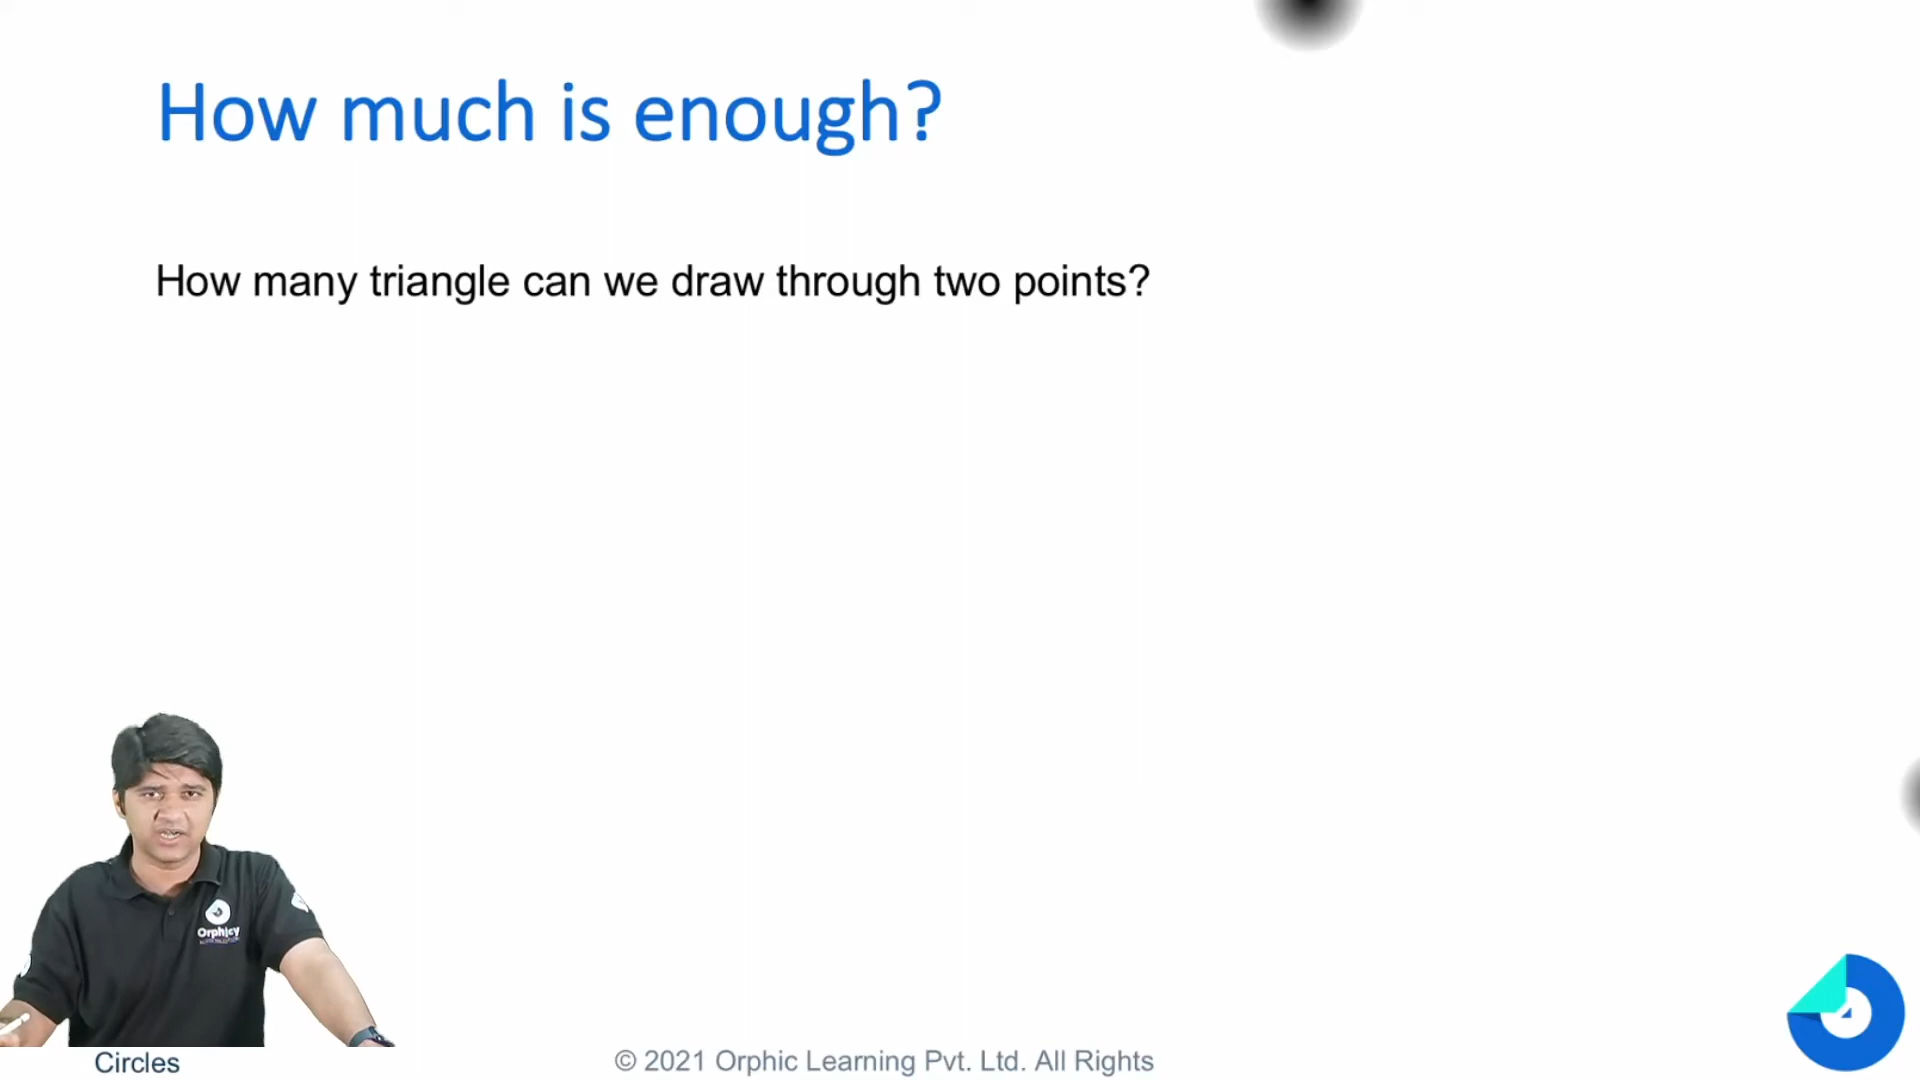 How much is enough?
How many triangle can we draw through two points?
Orphicy
Circles
© 2021 Orphic Learning Pvt. Ltd. All Rights